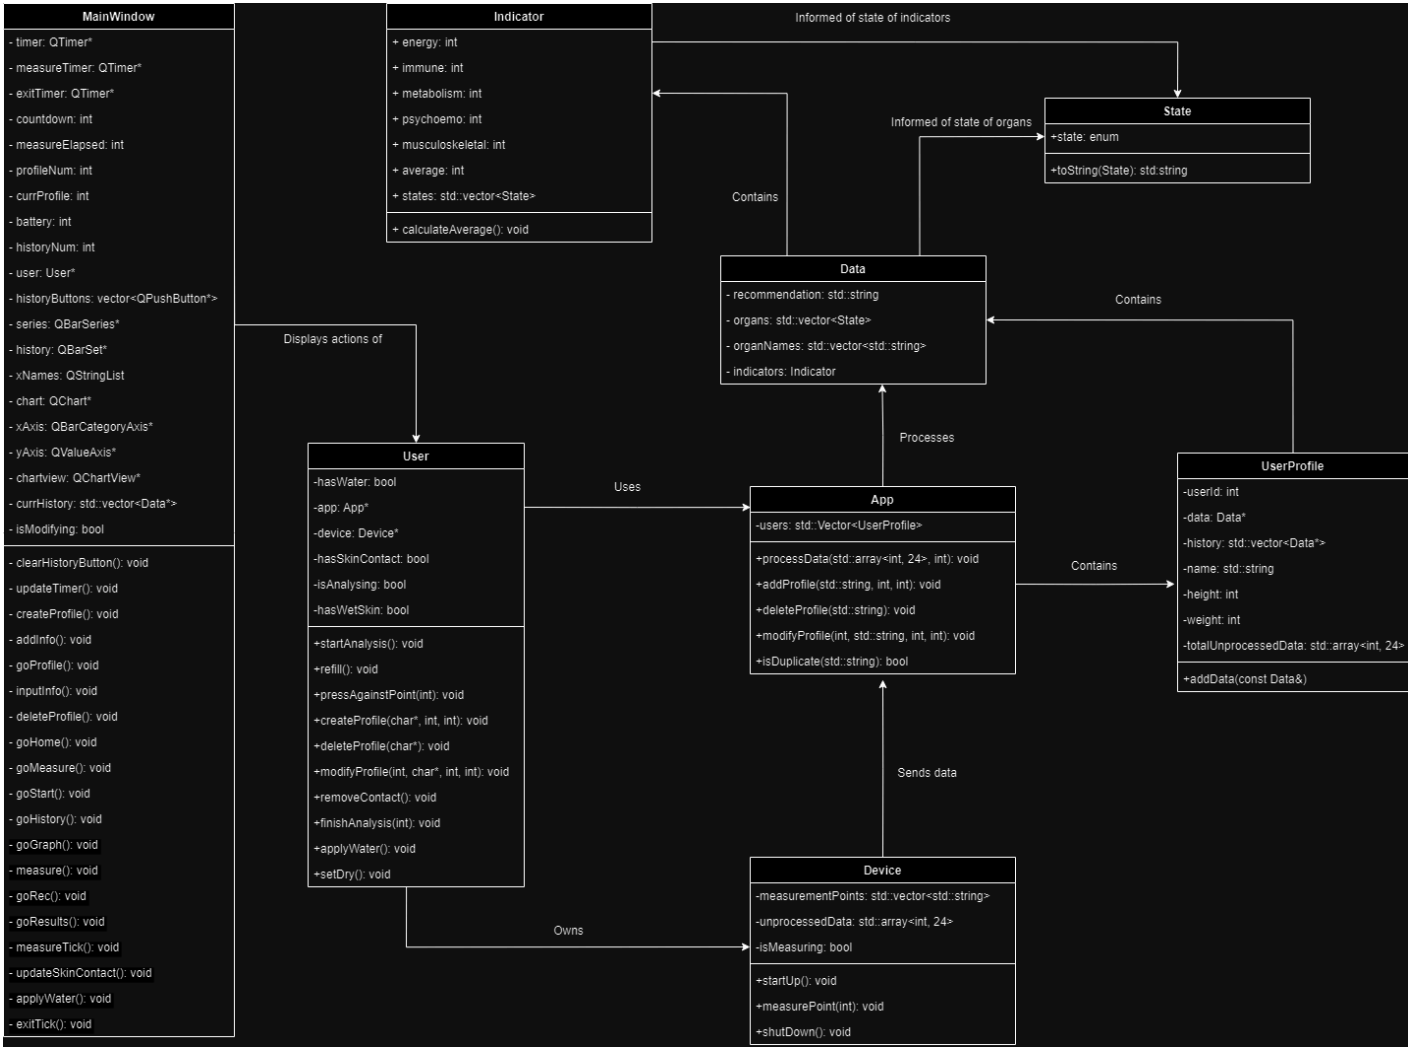 MainWindow
- timer: QTimer*
- measureTimer: QTimer*
- exitTimer: QTimer*
- countdown: int
- measureElapsed: int
- profileNum: int
- currProfile: int
- battery: int
- historyNum: int
- user: User*
- historyButtons: vector<QPushButton*>
- series: QBarSeries*
- history: QBarSet*
- xNames: QStringList
- chart: QChart*
- xAxis: QBarCategoryAxis*
- yAxis: QValueAxis*
- chartview: QChartView*
- currHistory: std::vector<Data*>
- isModifying: bool
- clearHistoryButton(): void
- updateTimer(): void
- createProfile(): void
- addInfo(): void
- goProfile(): void
- inputInfo(): void
- deleteProfile(): void
- goHome(): void
- goMeasure(): void
- goStart(): void
- goHistory(): void
- goGraph(): void
- measure(): void
- goRec(): void
- goResults(): void
- measureTick(): void
- updateSkinContact(): void
- applyWater(): void
- exitTick(): void
Displays actions of
Indicator
+ energy: int
+ immune: int
+ metabolism: int
+ psychoemo: int
+ musculoskeletal: int
+ average: int
+ states: std::vector<State>
+ calculateAverage(): void
Informed of state of indicators
State
+state: enum
+toString(State): std:string
Informed of state of organs
Contains
Data
- recommendation: std::string
- organs: std::vector<State>
- organNames: std::vector<std::string>
- indicators: Indicator
Contains
Processes
User
-hasWater: bool
-app: App*
-device: Device*
-hasSkinContact: bool
-isAnalysing: bool
-hasWetSkin: bool
+startAnalysis(): void
+refill(): void
+pressAgainstPoint(int): void
+createProfile(char*, int, int): void
+deleteProfile(char*): void
+modifyProfile(int, char*, int, int): void
+removeContact(): void
+finishAnalysis(int): void
+applyWater(): void
+setDry(): void
Uses
App
-users: std::Vector<UserProfile>
+processData(std::array<int, 24>, int): void
+addProfile(std::string, int, int): void
+deleteProfile(std::string): void
+modifyProfile(int, std::string, int, int): void
+isDuplicate(std::string): bool
Contains
UserProfile
-userId: int
-data: Data*
-history: std::vector<Data*>
-name: std::string
-height: int
-weight: int
-totalUnprocessedData: std::array<int, 24>
+addData(const Data&)
Sends data
Owns
Device
-measurementPoints: std::vector<std::string>
-unprocessedData: std::array<int, 24>
-isMeasuring: bool
+startUp(): void
+measurePoint(int): void
+shutDown(): void